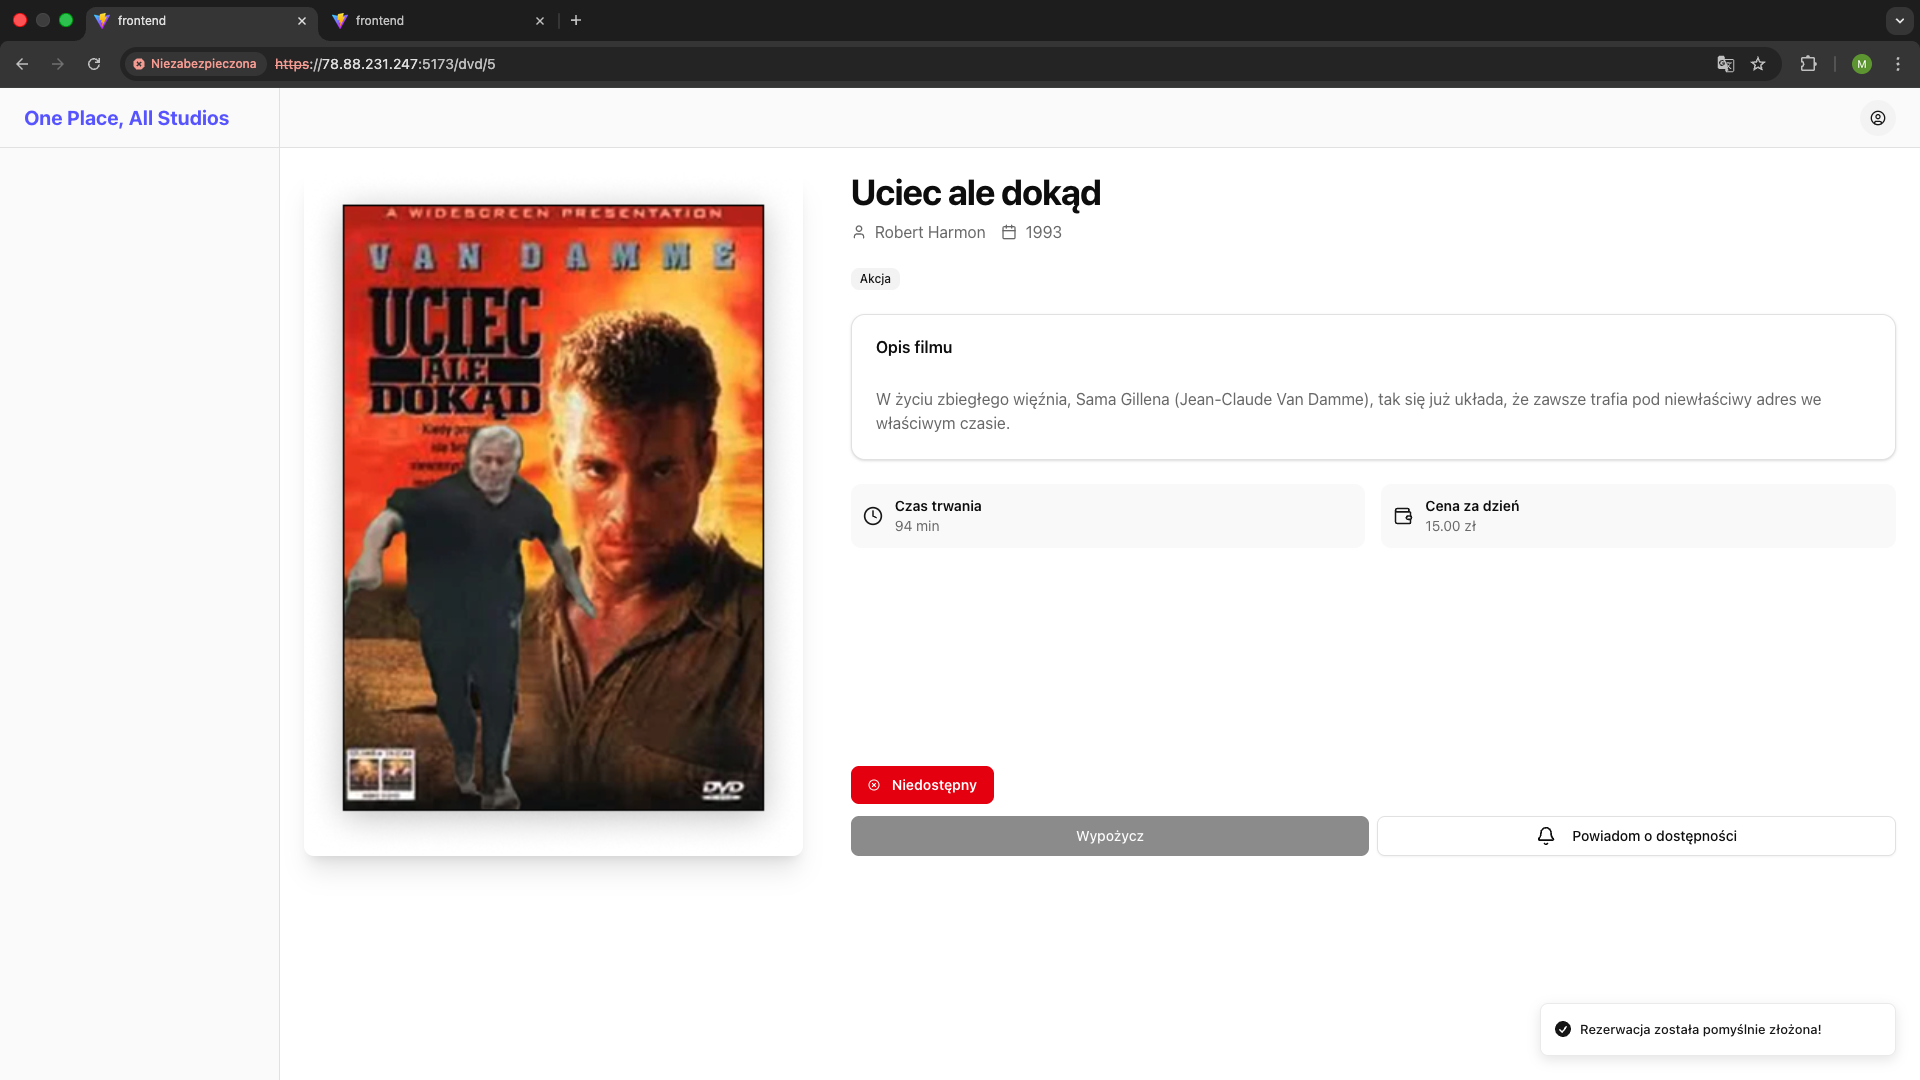 frontend
frontend
Niezabezpieczona
https://78.88.231.247:5173/dvd/5
M
One Place, All Studios
A WIDESCREEN PRESENTATION
VAN DAMME
UCIEC
ALE
DOKĄD
Kiedy
DVD
Uciec ale dokąd
Robert Harmon
1993
Akcja
Opis filmu
W życiu zbiegłego więźnia, Sama Gillena (Jean-Claude Van Damme), tak się już układa, że zawsze trafia pod niewłaściwy adres we
właściwym czasie.
Czas trwania
94 min
Cena za dzień
15.00 zł
Niedostępny
Wypożycz
Powiadom o dostępności
Rezerwacja została pomyślnie złożona!